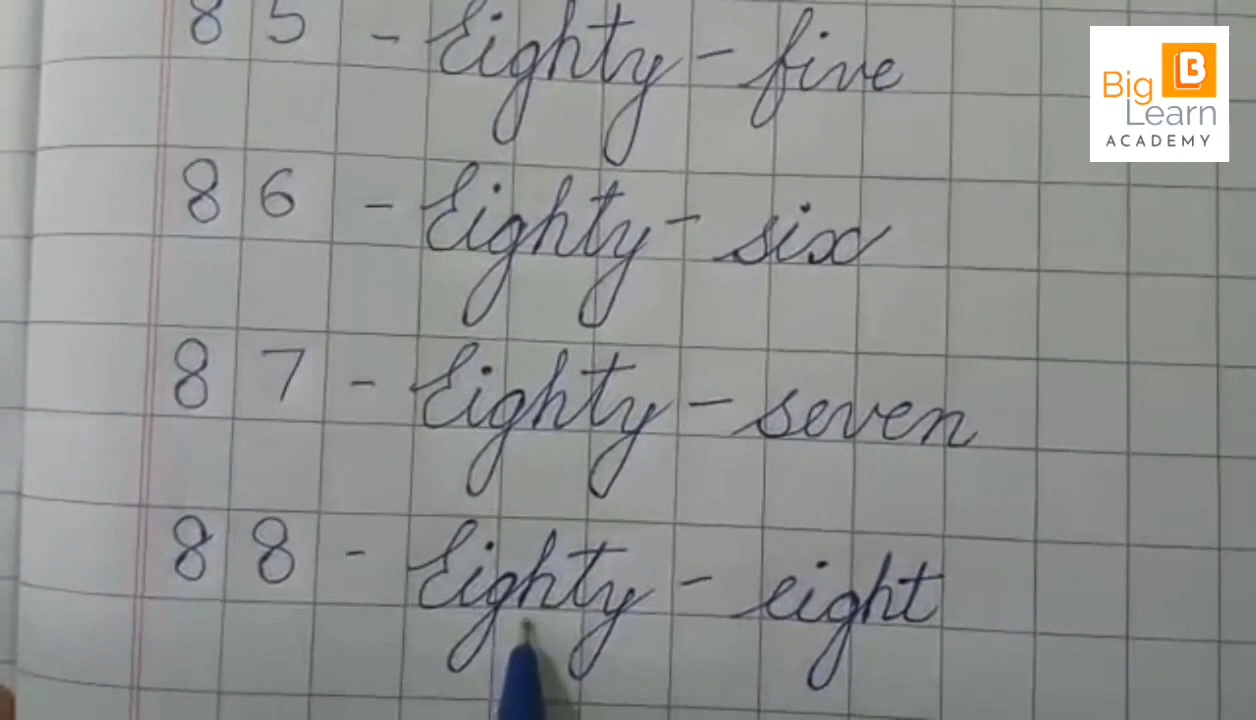 85 - Eighty - five
86 - Eighty - six
87 - Eighty - seven
88 - Eighty - eight
B
Big
Learn
ACADEMY